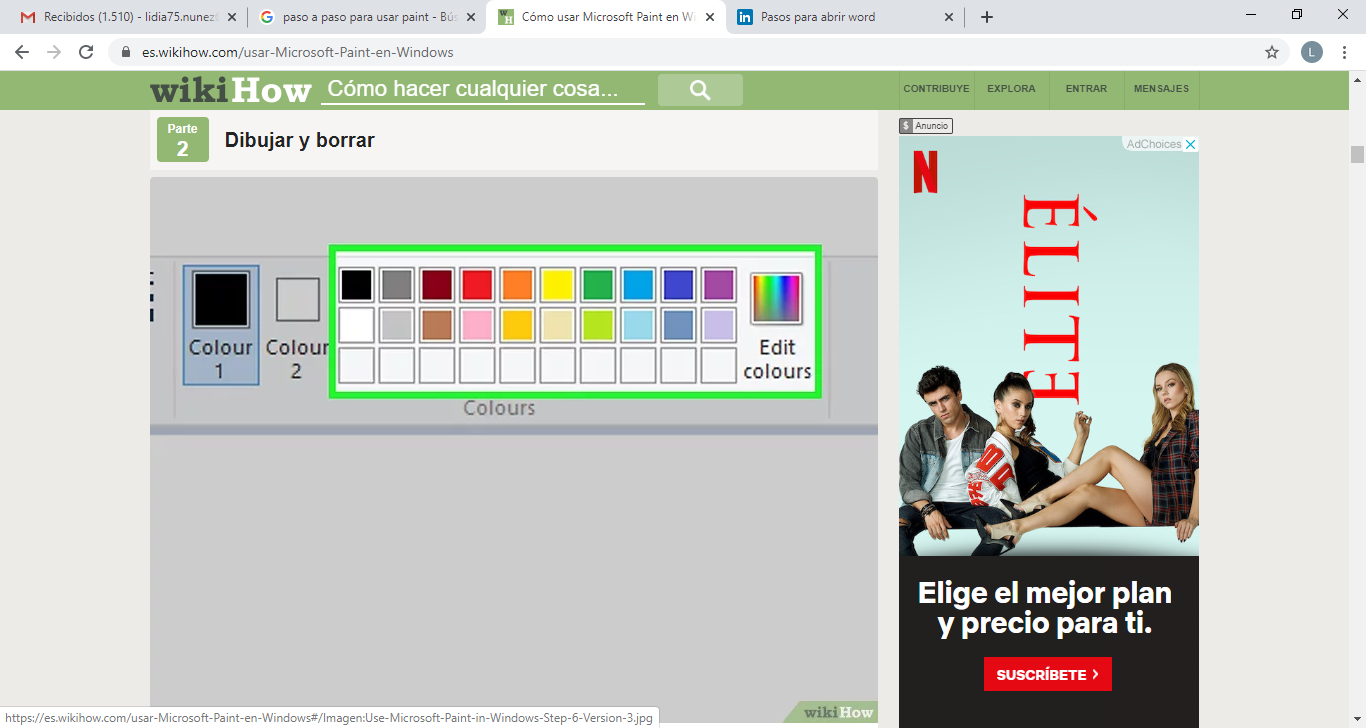 Recibidos (1.510) - lidia75.nunez
paso a paso para usar paint - Bús
Cómo usar Microsoft Paint en Wi
Pasos para abrir word
es.wikihow.com/usar-Microsoft-Paint-en-Windows
L
wikiHow
Cómo hacer cualquier cosa...
CONTRIBUYE
EXPLORA
ENTRAR
MENSAJES
Parte
2
Dibujar y borrar
Colour
1
Colour
2
Edit
colours
Colours
wikiHow
$ Anuncio
AdChoices
N
ÉLITE
Elige el mejor plan
y precio para ti.
SUSCRÍBETE >
https://es.wikihow.com/usar-Microsoft-Paint-en-Windows#/Imagen:Use-Microsoft-Paint-in-Windows-Step-6-Version-3.jpg